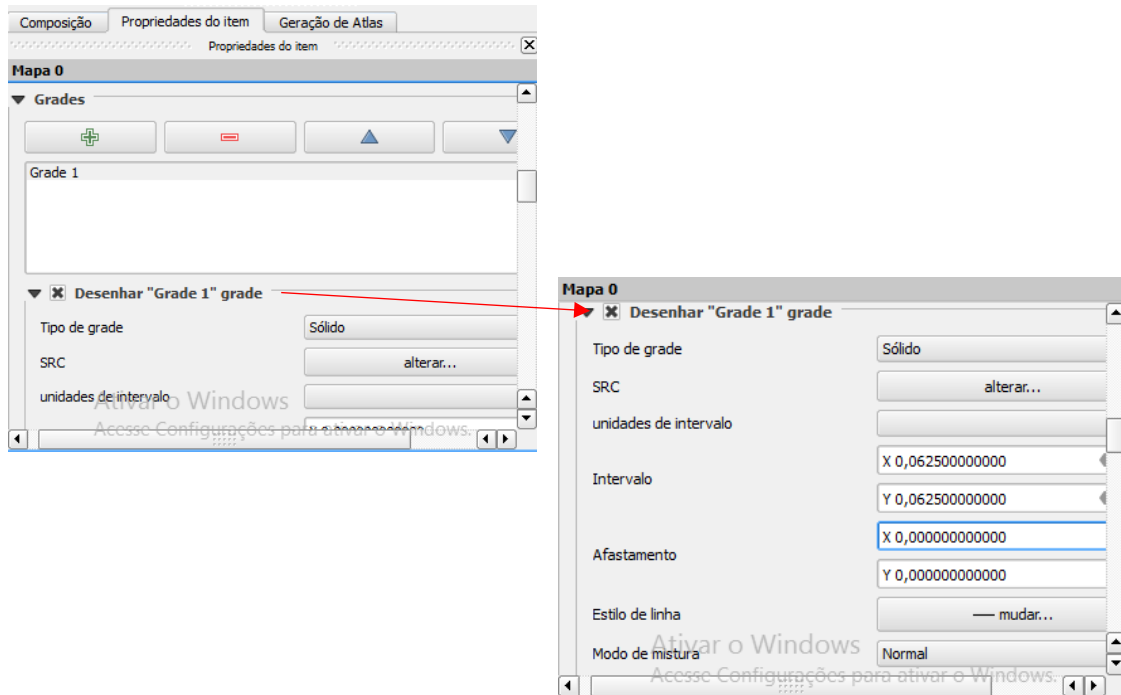 Composição Propriedades do item Geração de Atlas
Propriedades do item
Mapa 0
Grades
Grade 1
Desenhar "Grade 1" grade
Tipo de grade Sólido
SRC alterar...
unidades de intervalo
Ativar o Windows
Acesse Configurações para ativar o Windows.
Mapa 0
Desenhar "Grade 1" grade
Tipo de grade Sólido
SRC alterar...
unidades de intervalo
Intervalo
X 0,062500000000
Y 0,062500000000
Afastamento
X 0,000000000000
Y 0,000000000000
Estilo de linha mudar...
Modo de mistura Normal
Ativar o Windows
Acesse Configurações para ativar o Windows.